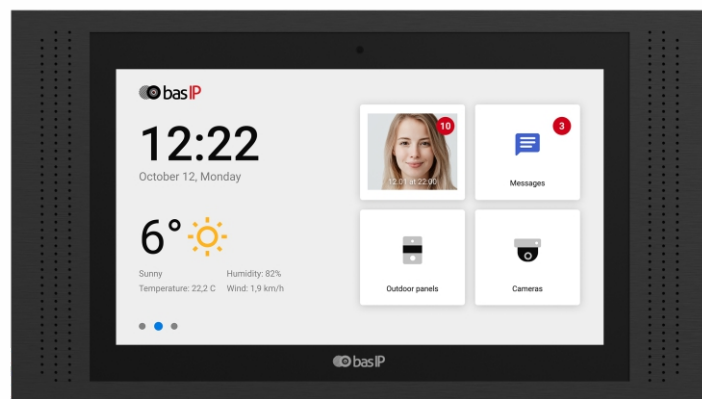 bas IP
12:22
October 12, Monday
6°
Sunny
Humidity: 82%
Temperature: 22,2 C
Wind: 1,9 km/h
10
12.01 at 22:00
3
Messages
Outdoor panels
Cameras
bas IP